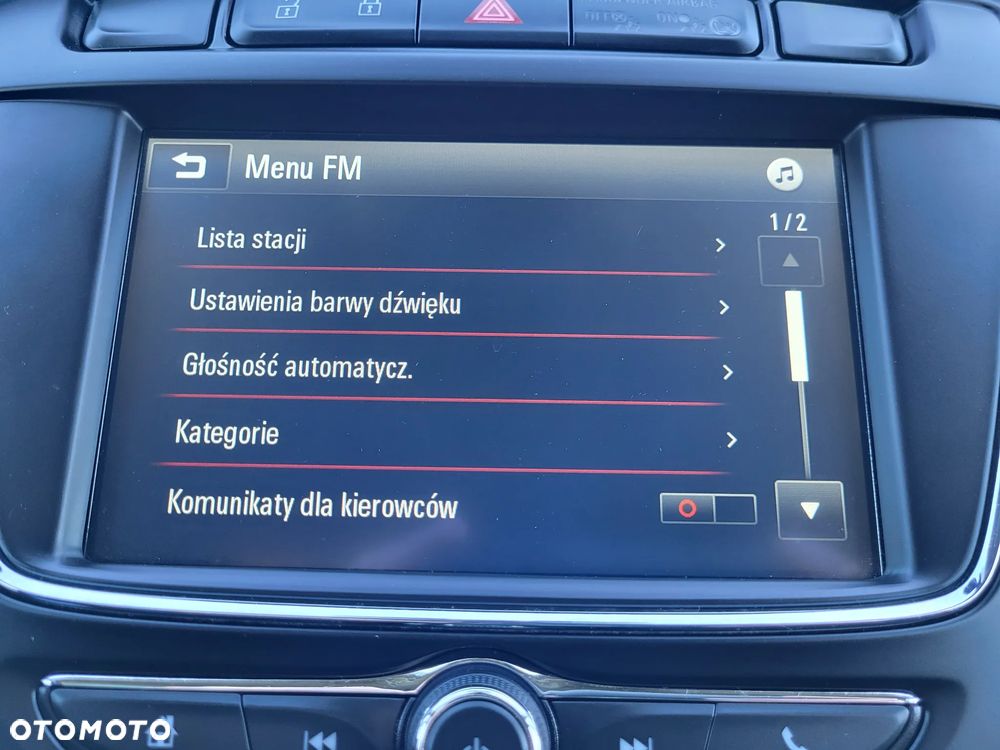 Menu FM
1/2
Lista stacji
Ustawienia barwy dźwięku
Głośność automatycz.
Kategorie
Komunikaty dla kierowców
OTOMOTO